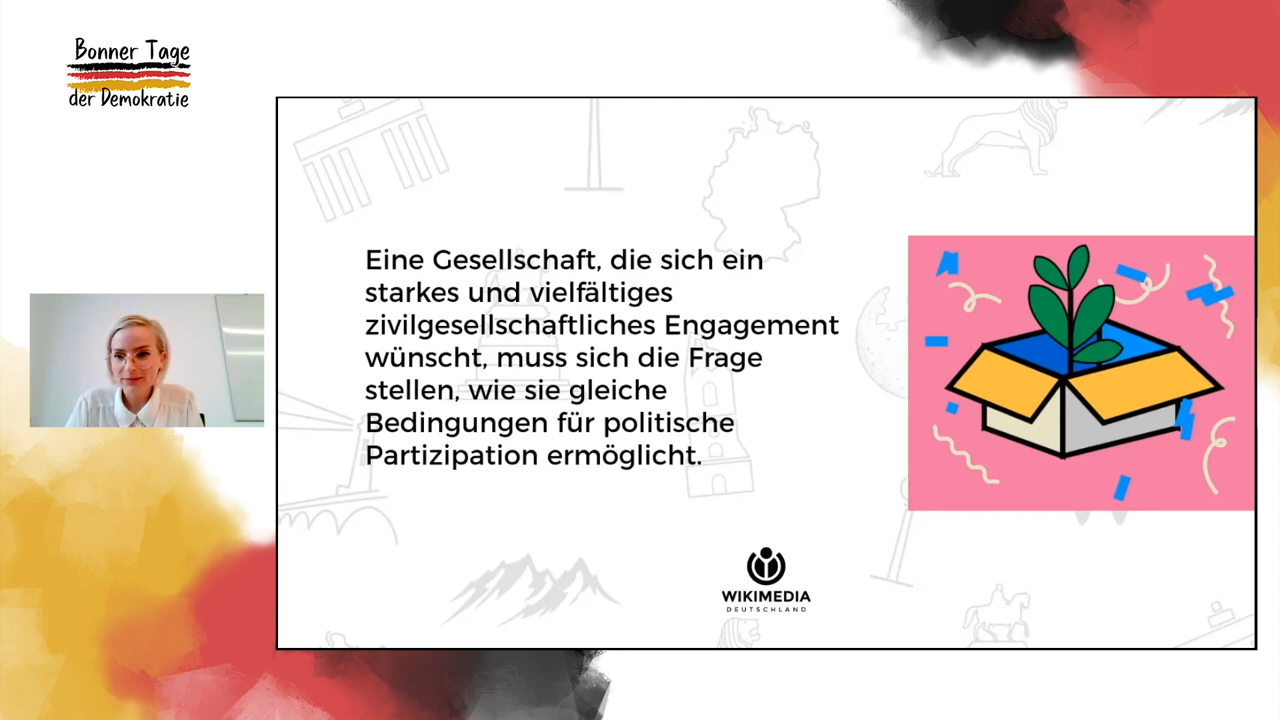 Bonner Tage
der Demokratie
Eine Gesellschaft, die sich ein
starkes und vielfältiges
zivilgesellschaftliches Engagement
wünscht, muss sich die Frage
stellen, wie sie gleiche
Bedingungen für politische
Partizipation ermöglicht.
WIKIMEDIA
DEUTSCHLAND